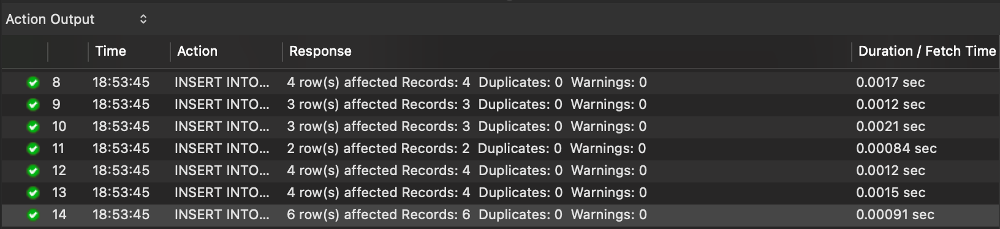 Action Output
Time Action Response Duration / Fetch Time
8 18:53:45 INSERT INTO... 4 row(s) affected Records: 4  Duplicates: 0  Warnings: 0 0.0017 sec
9 18:53:45 INSERT INTO... 3 row(s) affected Records: 3  Duplicates: 0  Warnings: 0 0.0012 sec
10 18:53:45 INSERT INTO... 3 row(s) affected Records: 3  Duplicates: 0  Warnings: 0 0.0021 sec
11 18:53:45 INSERT INTO... 2 row(s) affected Records: 2  Duplicates: 0  Warnings: 0 0.00084 sec
12 18:53:45 INSERT INTO... 4 row(s) affected Records: 4  Duplicates: 0  Warnings: 0 0.0012 sec
13 18:53:45 INSERT INTO... 4 row(s) affected Records: 4  Duplicates: 0  Warnings: 0 0.0015 sec
14 18:53:45 INSERT INTO... 6 row(s) affected Records: 6  Duplicates: 0  Warnings: 0 0.00091 sec